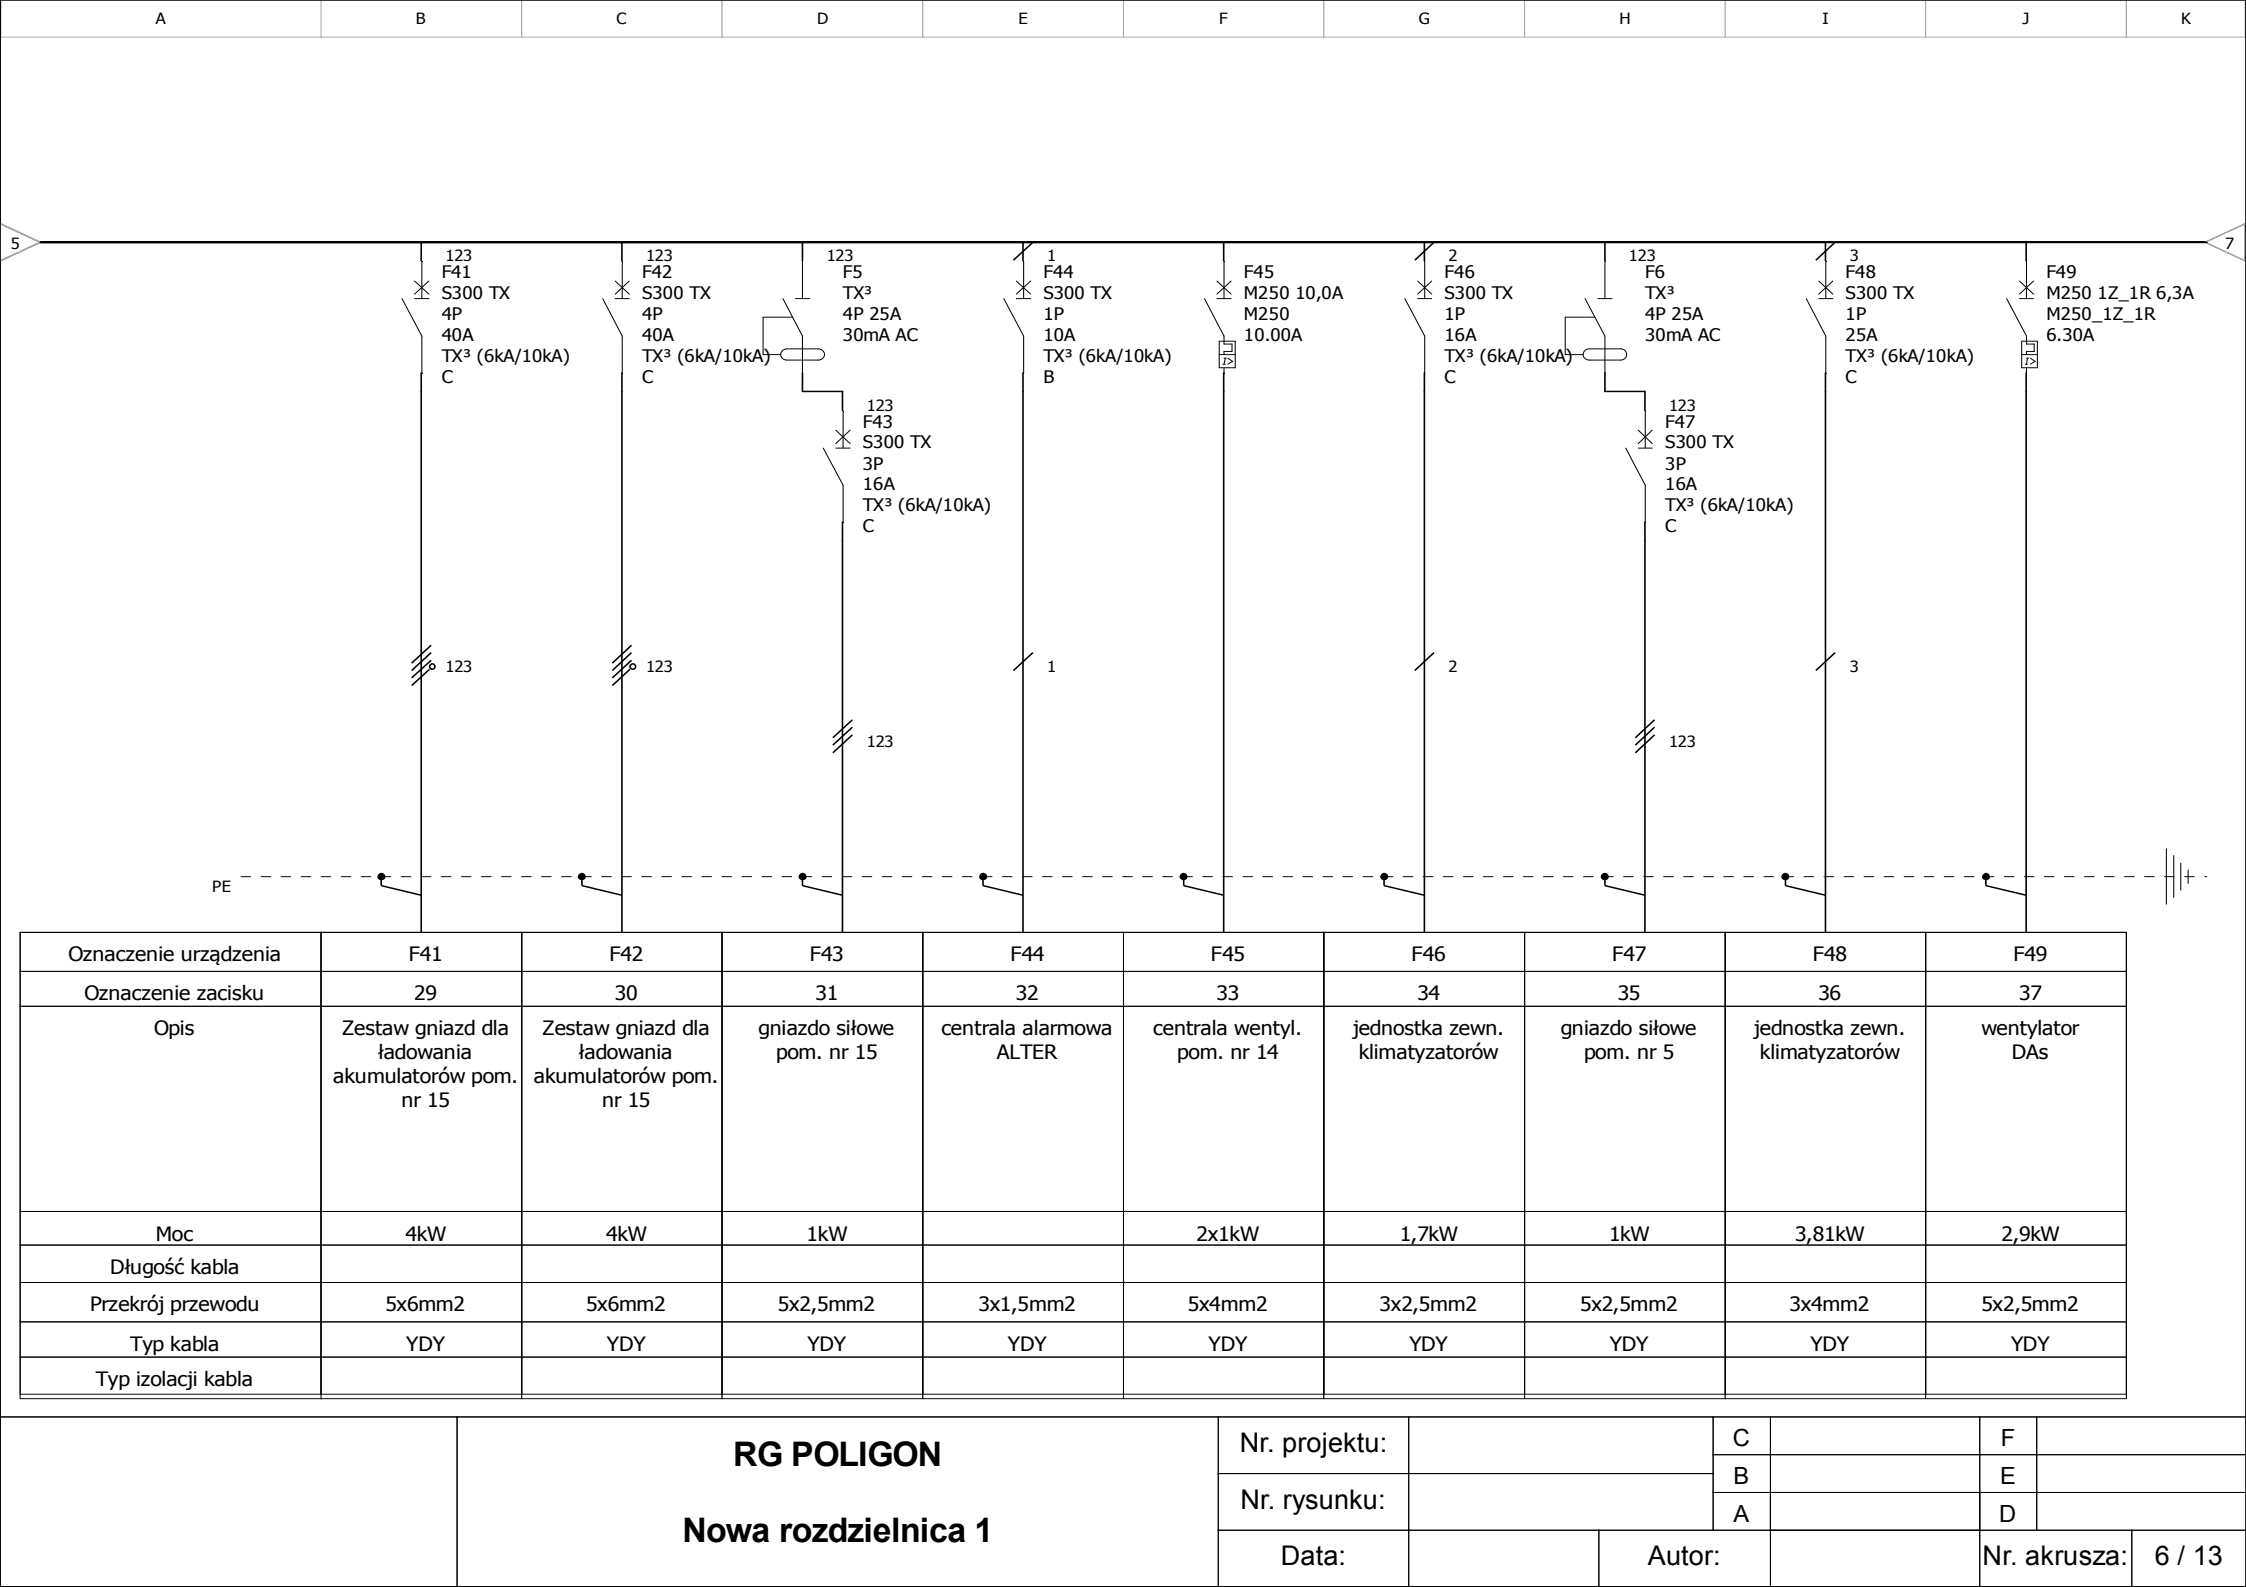 A B C D E F G H I J K
5
7
123
F41
S300 TX
4P
40A
TX³ (6kA/10kA)
C
123
F42
S300 TX
4P
40A
TX³ (6kA/10kA)
C
123
F5
TX³
4P 25A
30mA AC
1
F44
S300 TX
1P
10A
TX³ (6kA/10kA)
B
F45
M250 10,0A
M250
10.00A
I>
2
F46
S300 TX
1P
16A
TX³ (6kA/10kA)
C
123
F6
TX³
4P 25A
30mA AC
3
F48
S300 TX
1P
25A
TX³ (6kA/10kA)
C
F49
M250 1Z_1R 6,3A
M250_1Z_1R
6.30A
I>
123
F43
S300 TX
3P
16A
TX³ (6kA/10kA)
C
123
F47
S300 TX
3P
16A
TX³ (6kA/10kA)
C
123 123 1 2 3
123 123
PE
Oznaczenie urządzenia F41 F42 F43 F44 F45 F46 F47 F48 F49
Oznaczenie zacisku 29 30 31 32 33 34 35 36 37
Opis
Zestaw gniazd dla
ładowania
akumulatorów pom.
nr 15
Zestaw gniazd dla
ładowania
akumulatorów pom.
nr 15
gniazdo siłowe
pom. nr 15
centrala alarmowa
ALTER
centrala wentyl.
pom. nr 14
jednostka zewn.
klimatyzatorów
gniazdo siłowe
pom. nr 5
jednostka zewn.
klimatyzatorów
wentylator
DAs
Moc 4kW 4kW 1kW 2x1kW 1,7kW 1kW 3,81kW 2,9kW
Długość kabla
Przekrój przewodu 5x6mm2 5x6mm2 5x2,5mm2 3x1,5mm2 5x4mm2 3x2,5mm2 5x2,5mm2 3x4mm2 5x2,5mm2
Typ kabla YDY YDY YDY YDY YDY YDY YDY YDY YDY
Typ izolacji kabla
RG POLIGON
Nowa rozdzielnica 1
Nr. projektu:
Nr. rysunku:
Data:
Autor:
C F
B E
A D
Nr. akrusza: 6 / 13